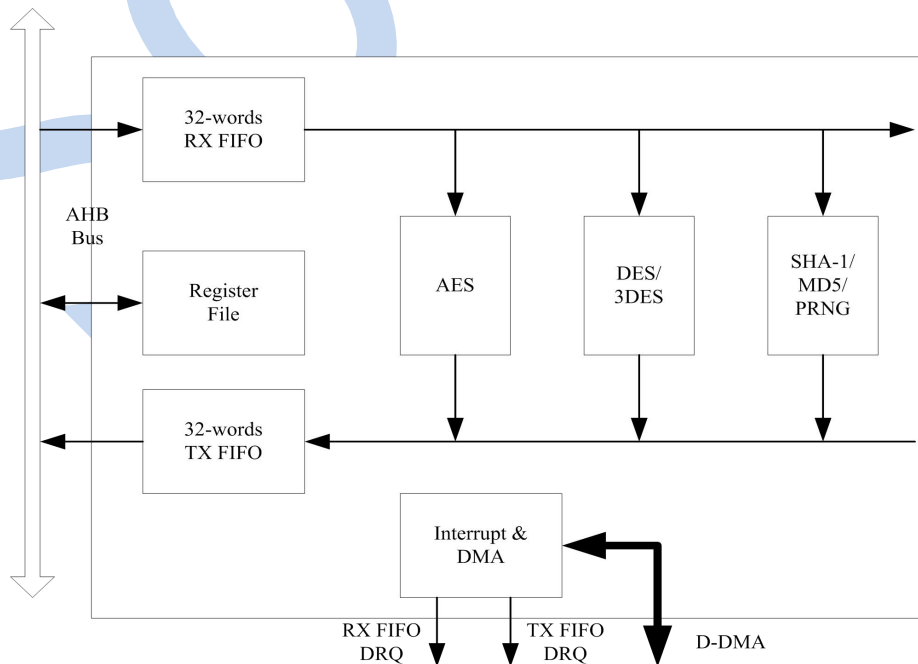 32-words
RX FIFO
AHB
Bus
Register
File
AES
DES/
3DES
SHA-1/
MD5/
PRNG
32-words
TX FIFO
Interrupt &
DMA
RX FIFO
DRQ
TX FIFO
DRQ
D-DMA